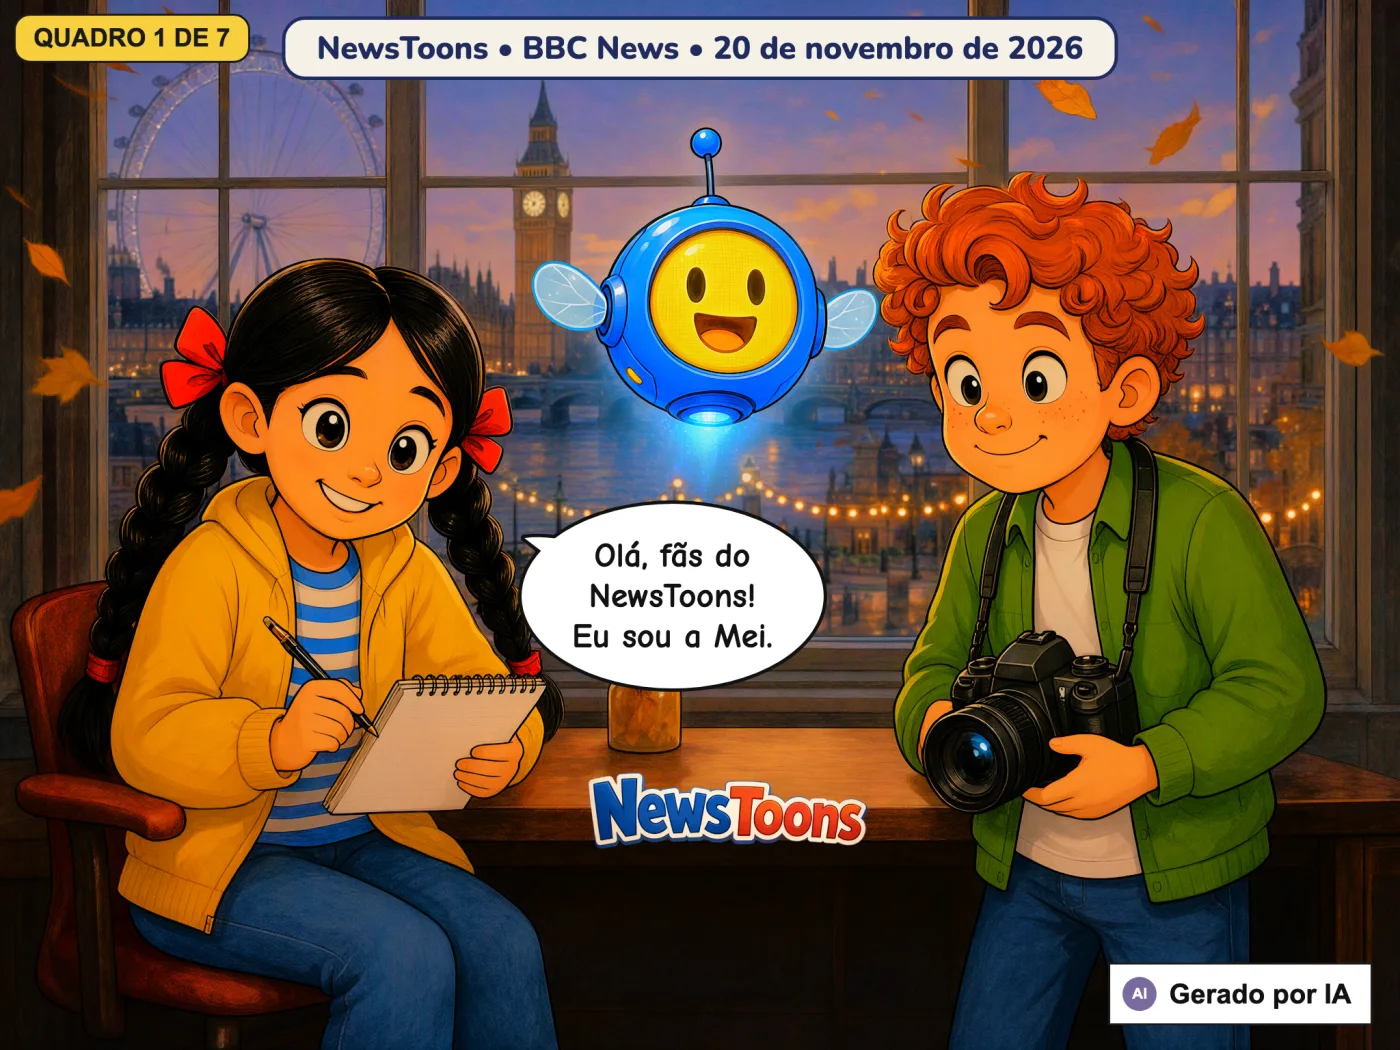 QUADRO 1 DE 7
NewsToons • BBC News • 20 de novembro de 2026
Olá, fãs do
NewsToons!
Eu sou a Mei.
NewsToons
AI Gerado por IA